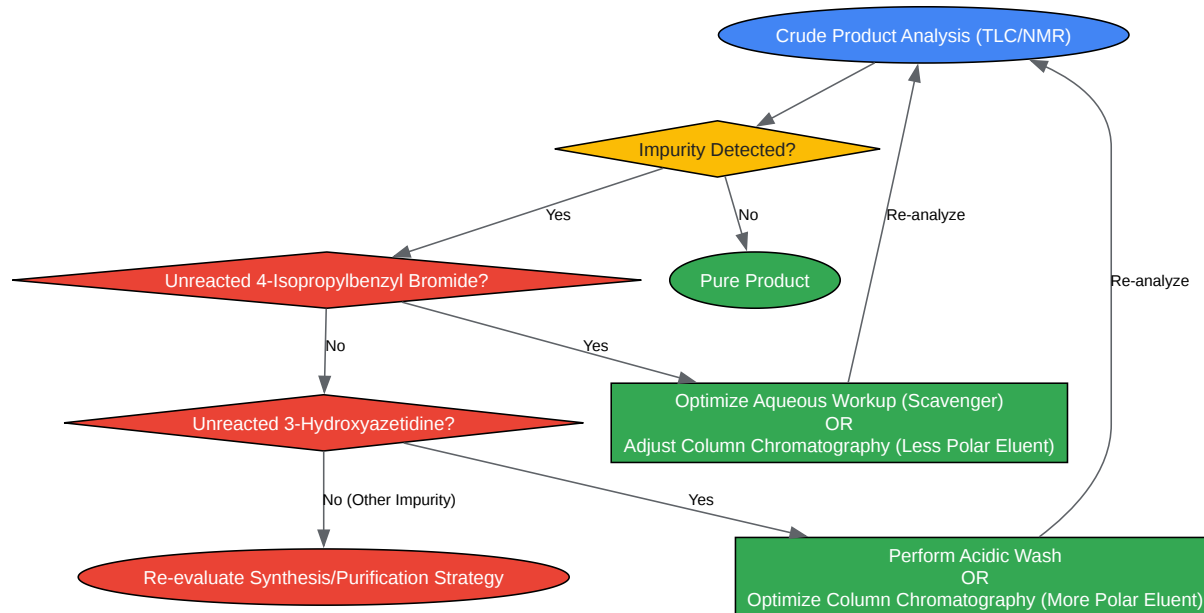 Crude Product Analysis (TLC/NMR)
Impurity Detected?
Yes
No
Re-analyze
Unreacted 4-Isopropylbenzyl Bromide?
Pure Product
Re-analyze
No
Yes
Optimize Aqueous Workup (Scavenger)
OR
Adjust Column Chromatography (Less Polar Eluent)
Unreacted 3-Hydroxyazetidine?
No (Other Impurity)
Yes
Re-evaluate Synthesis/Purification Strategy
Perform Acidic Wash
OR
Optimize Column Chromatography (More Polar Eluent)